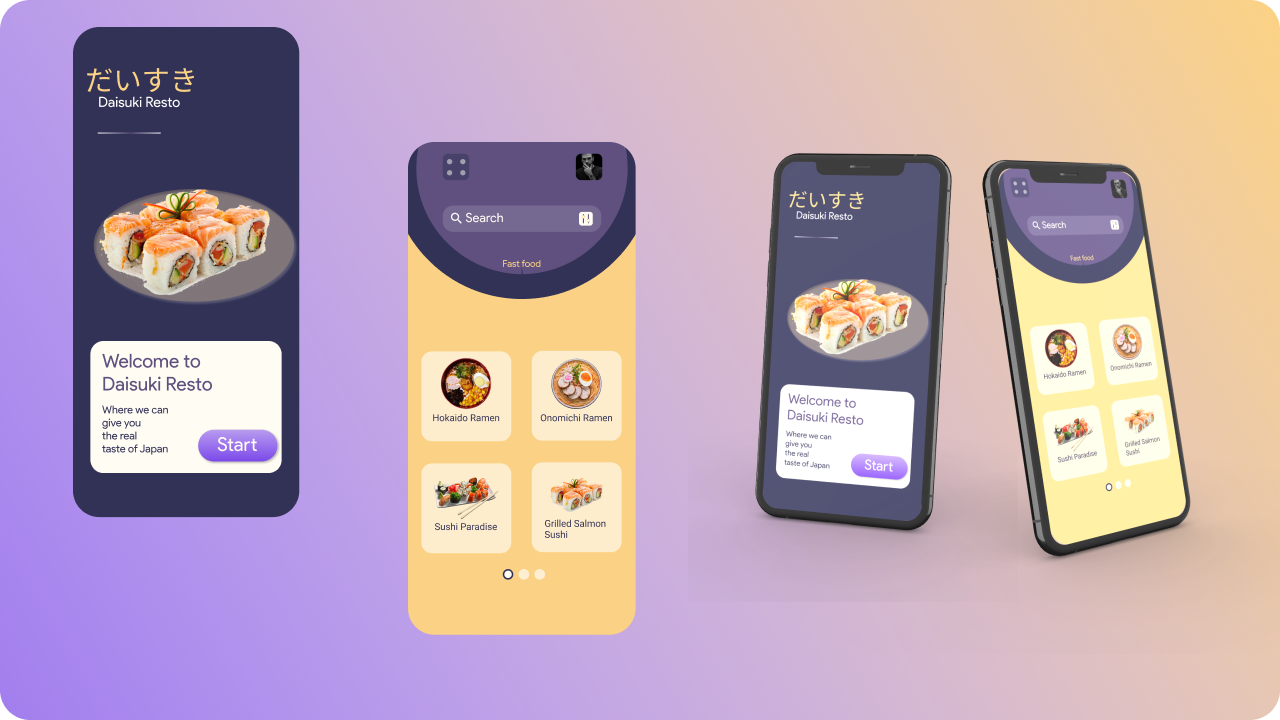 だいすき
Daisuki Resto
Welcome to
Daisuki Resto
Where we can
give you
the real
taste of Japan
Start
Search
Fast food
Hokaido Ramen
Onomichi Ramen
Sushi Paradise
Grilled Salmon
Sushi
だいすき
Daisuki Resto
Welcome to
Daisuki Resto
Where we can
give you
the real
taste of Japan
Start
Search
Fast food
Hokaido Ramen
Onomichi Ramen
Sushi Paradise
Grilled Salmon
Sushi